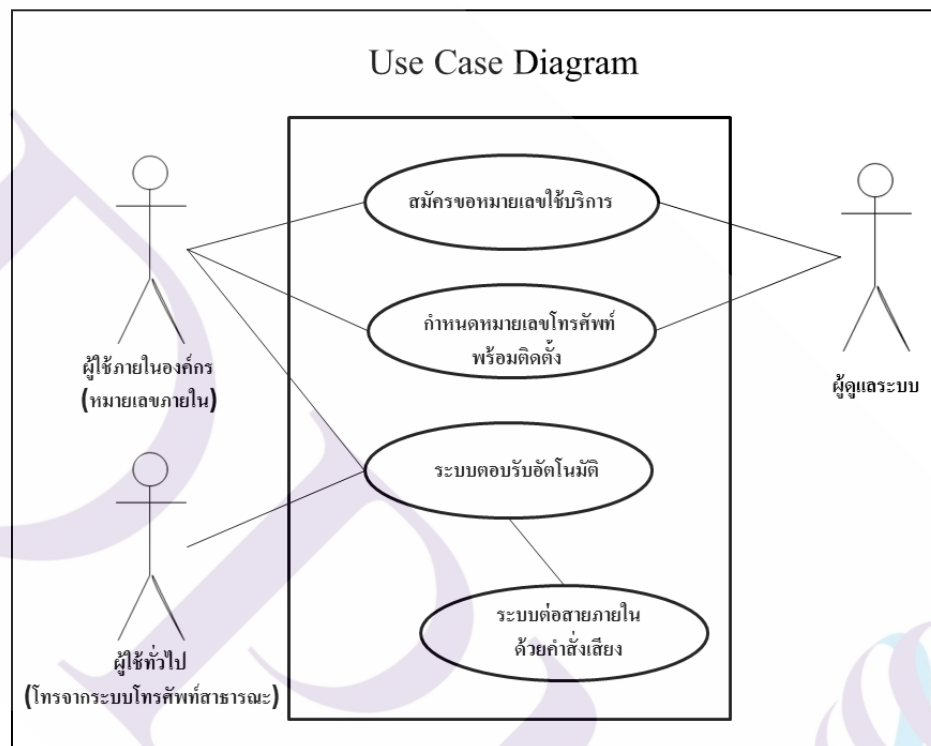 Use Case Diagram
สมัครขอหมายเลขใช้บริการ
กำหนดหมายเลขโทรศัพท์
พร้อมติดตั้ง
ผู้ใช้ภายในองค์กร
(หมายเลขภายใน)
ผู้ดูแลระบบ
ระบบตอบรับอัตโนมัติ
ระบบต่อสายภายใน
ด้วยคำสั่งเสียง
ผู้ใช้ทั่วไป
(โทรจากระบบโทรศัพท์สาธารณะ)